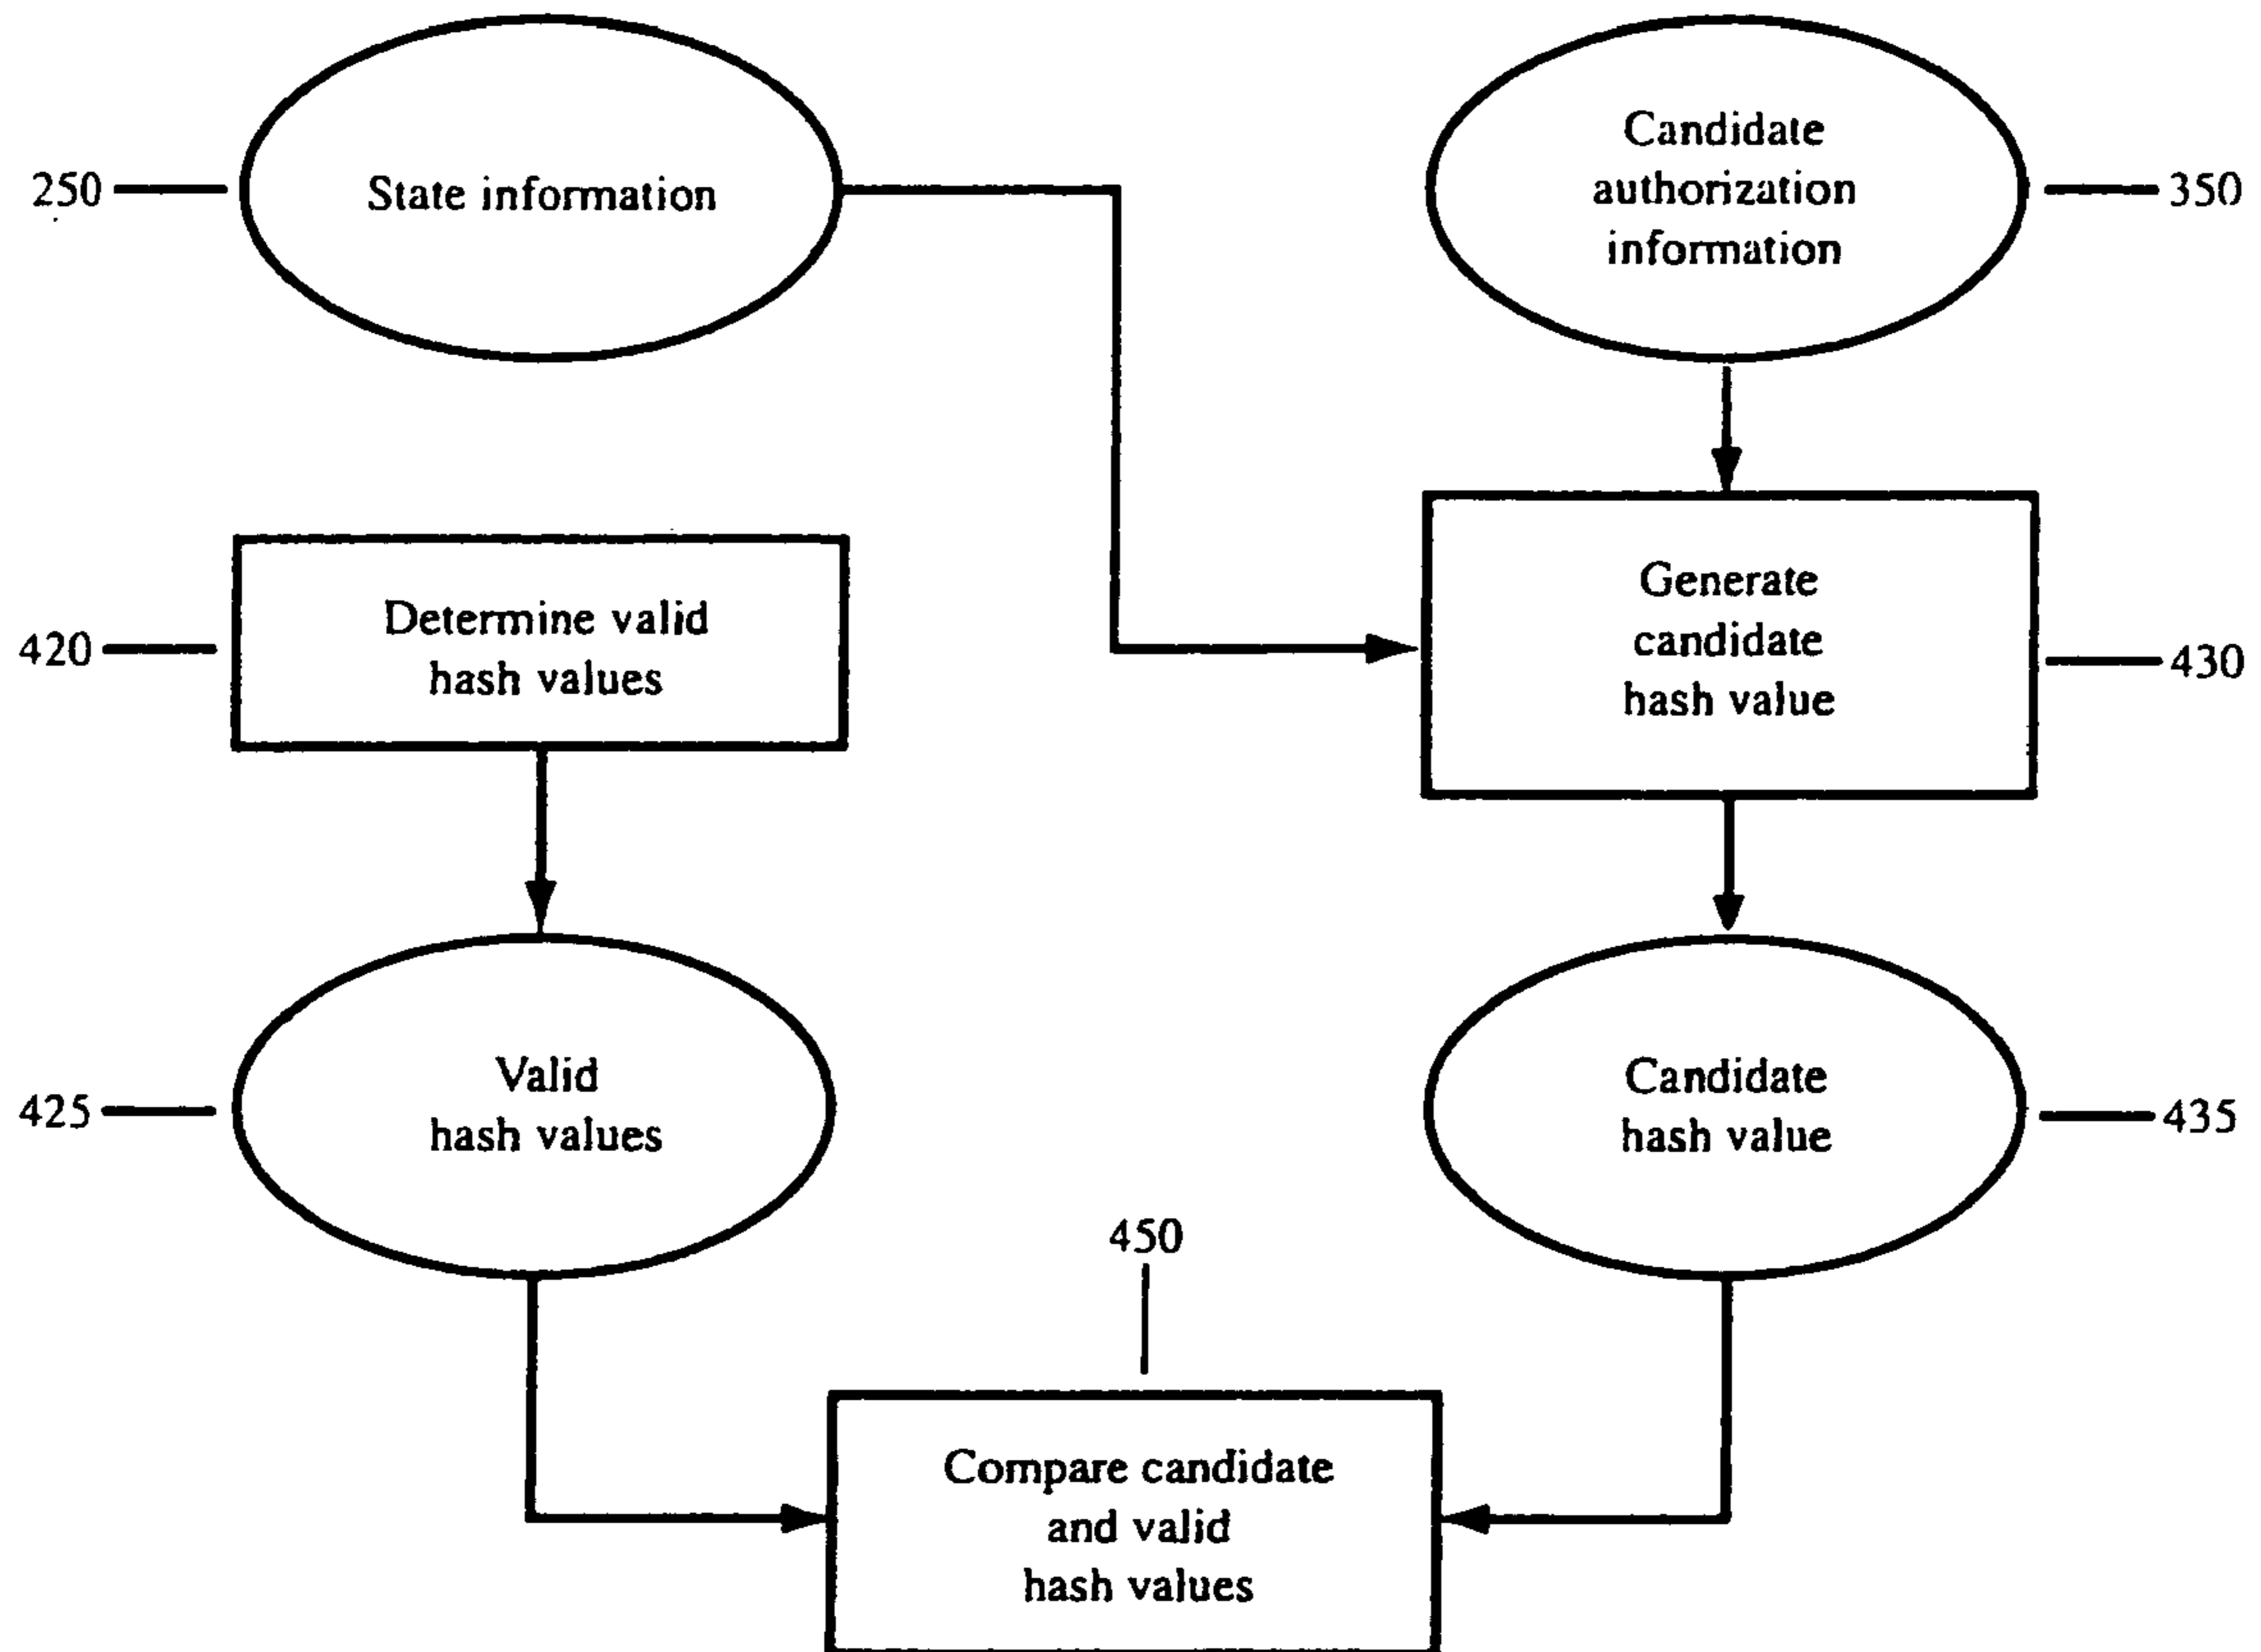 250
State information
Candidate
authorization
information
350
420
Determine valid
hash values
Generate
candidate
hash value
430
425
Valid
hash values
Candidate
hash value
435
450
Compare candidate
and valid
hash values